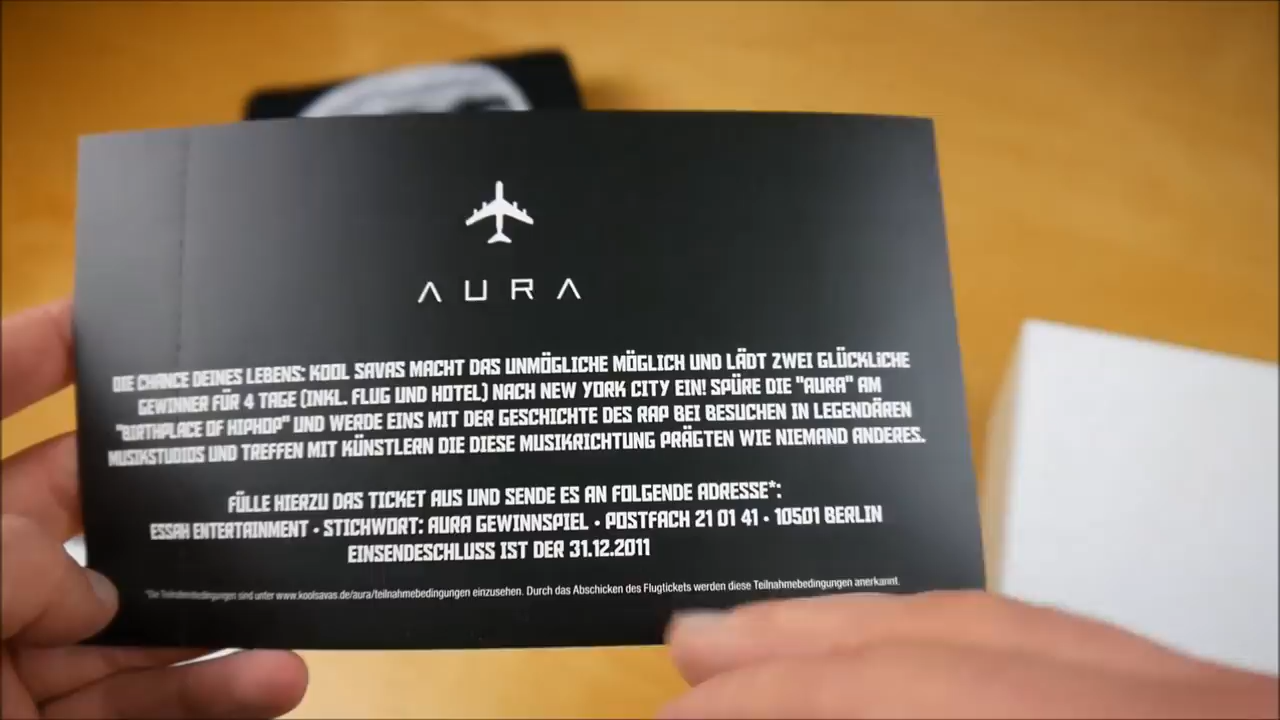 AURA
DIE CHANCE DEINES LEBENS: KOOL SAVAS MACHT DAS UNMÖGLICHE MÖGLICH UND LÄDT ZWEI GLÜCKLICHE
GEWINNER FÜR 4 TAGE (INKL. FLUG UND HOTEL) NACH NEW YORK CITY EIN! SPÜRE DIE "AURA" AM
"BIRTHPLACE OF HIPHOP" UND WERDE EINS MIT DER GESCHICHTE DES RAP BEI BESUCHEN IN LEGENDÄREN
MUSIKSTUDIOS UND TREFFEN MIT KÜNSTLERN DIE DIESE MUSIKRICHTUNG PRÄGTEN WIE NIEMAND ANDERES.
FÜLLE HIERZU DAS TICKET AUS UND SENDE ES AN FOLGENDE ADRESSE*:
ESSAH ENTERTAINMENT • STICHWORT: AURA GEWINNSPIEL • POSTFACH 21 01 41 • 10501 BERLIN
EINSENDESCHLUSS IST DER 31.12.2011
*Die Teilnahmebedingungen sind unter www.koolsavas.de/aura/teilnahmebedingungen einzusehen. Durch das Abschicken des Flugtickets werden diese Teilnahmebedingungen anerkannt.